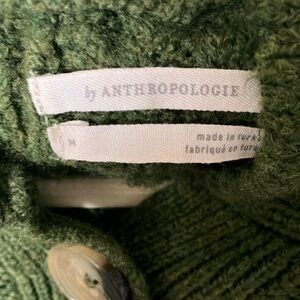 by ANTHROPOLOGIE
M
made in
fabriqué en